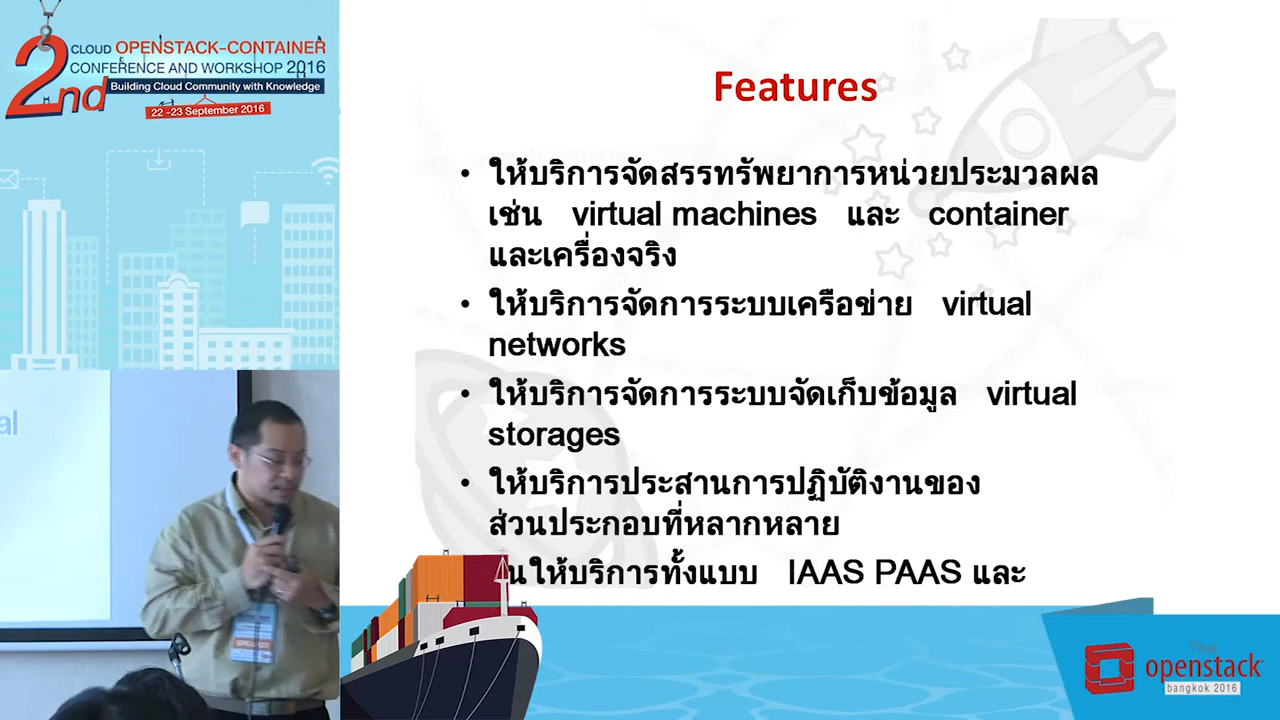 2nd
CLOUD OPENSTACK-CONTAINER
CONFERENCE AND WORKSHOP 2016
Building Cloud Community with Knowledge
22 -23 September 2016
al
Features
• ให้บริการจัดสรรทรัพยาการหน่วยประมวลผล
เช่น virtual machines และ container
และเครื่องจริง
• ให้บริการจัดการระบบเครือข่าย virtual
networks
• ให้บริการจัดการระบบจัดเก็บข้อมูล virtual
storages
• ให้บริการประสานการปฏิบัติงานของ
ส่วนประกอบที่หลากหลาย
นให้บริการทั้งแบบ IAAS PAAS และ
Thai
openstack
bangkok 2016